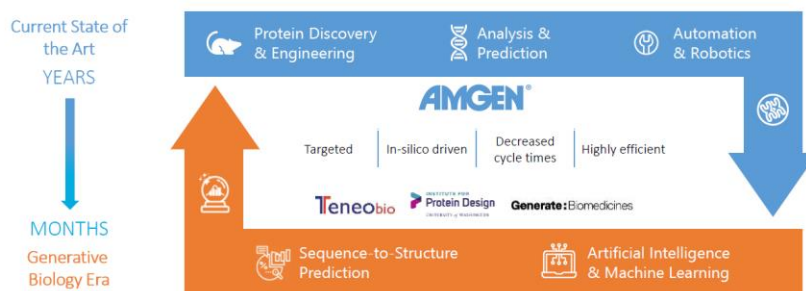 Current State of
the Art
YEARS
MONTHS
Generative
Biology Era
Protein Discovery
& Engineering
Analysis &
Prediction
Automation
& Robotics
AMGEN®
Targeted
In-silico driven
Decreased
cycle times
Highly efficient
Teneobio
INSTITUTE FOR
Protein Design
UNIVERSITY of WASHINGTON
Generate:Biomedicines
Sequence-to-Structure
Prediction
Artificial Intelligence
& Machine Learning